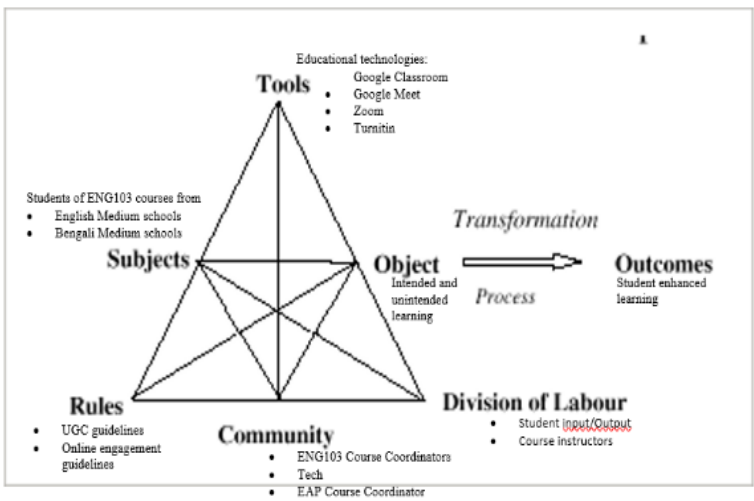 1
Educational technologies:
Google Classroom
• Google Meet
• Zoom
• Turnitin
Tools
Students of ENG103 courses from
• English Medium schools
• Bengali Medium schools
Subjects
Object
Intended and
unintended
learning
Transformation
Process
Outcomes
Student enhanced
learning
Rules
• UGC guidelines
• Online engagement
guidelines
Community
• ENG103 Course Coordinators
• Tech
• EAP Course Coordinator
Division of Labour
• Student input/Output
• Course instructors